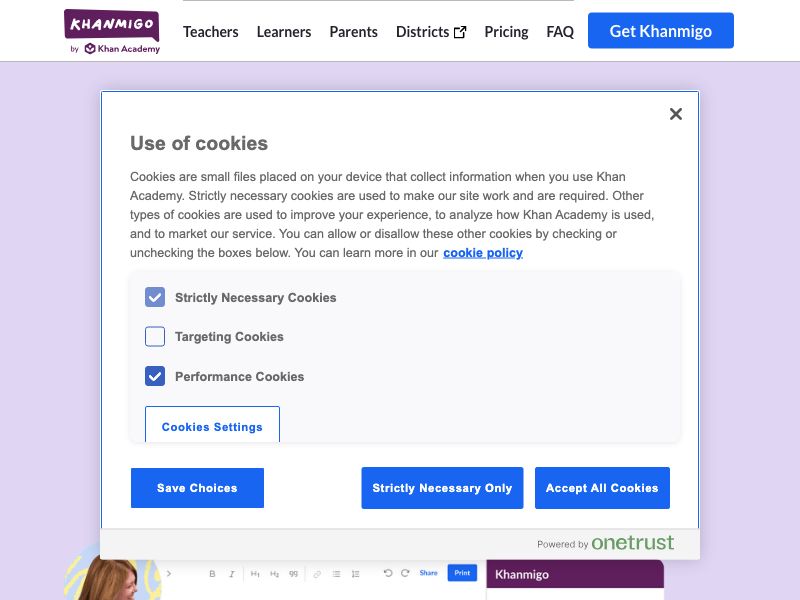 KHANMIGO
by Khan Academy
Teachers
Learners
Parents
Districts
Pricing
FAQ
Get Khanmigo
Use of cookies
Cookies are small files placed on your device that collect information when you use Khan
Academy. Strictly necessary cookies are used to make our site work and are required. Other
types of cookies are used to improve your experience, to analyze how Khan Academy is used,
and to market our service. You can allow or disallow these other cookies by checking or
unchecking the boxes below. You can learn more in our cookie policy
Strictly Necessary Cookies
Targeting Cookies
Performance Cookies
Cookies Settings
Save Choices
Strictly Necessary Only
Accept All Cookies
Powered by onetrust
B I H1 H2 99 Share Print
Khanmigo